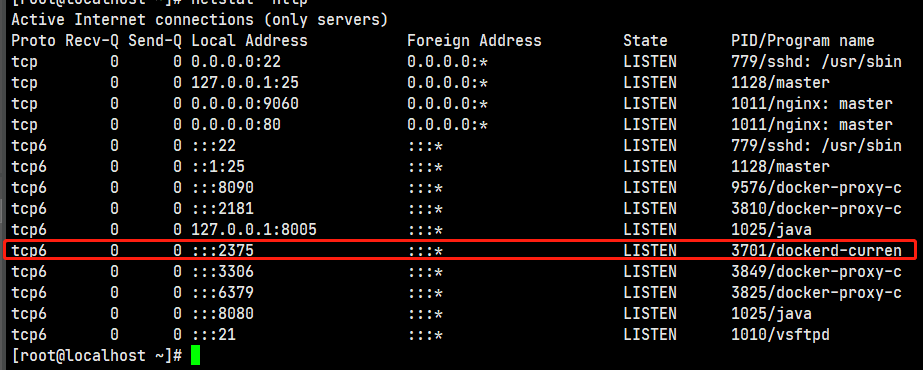 Active Internet connections (only servers)
Proto Recv-Q Send-Q Local Address Foreign Address State PID/Program name
tcp 0 0 0.0.0.0:22 0.0.0.0:* LISTEN 779/sshd: /usr/sbin
tcp 0 0 127.0.0.1:25 0.0.0.0:* LISTEN 1128/master
tcp 0 0 0.0.0.0:9060 0.0.0.0:* LISTEN 1011/nginx: master
tcp 0 0 0.0.0.0:80 0.0.0.0:* LISTEN 1011/nginx: master
tcp6 0 0 :::22 :::* LISTEN 779/sshd: /usr/sbin
tcp6 0 0 ::1:25 :::* LISTEN 1128/master
tcp6 0 0 :::8090 :::* LISTEN 9576/docker-proxy-c
tcp6 0 0 :::2181 :::* LISTEN 3810/docker-proxy-c
tcp6 0 0 127.0.0.1:8005 :::* LISTEN 1025/java
tcp6 0 0 :::2375 :::* LISTEN 3701/dockerd-curren
tcp6 0 0 :::3306 :::* LISTEN 3849/docker-proxy-c
tcp6 0 0 :::6379 :::* LISTEN 3825/docker-proxy-c
tcp6 0 0 :::8080 :::* LISTEN 1025/java
tcp6 0 0 :::21 :::* LISTEN 1010/vsftpd
[root@localhost ~]#